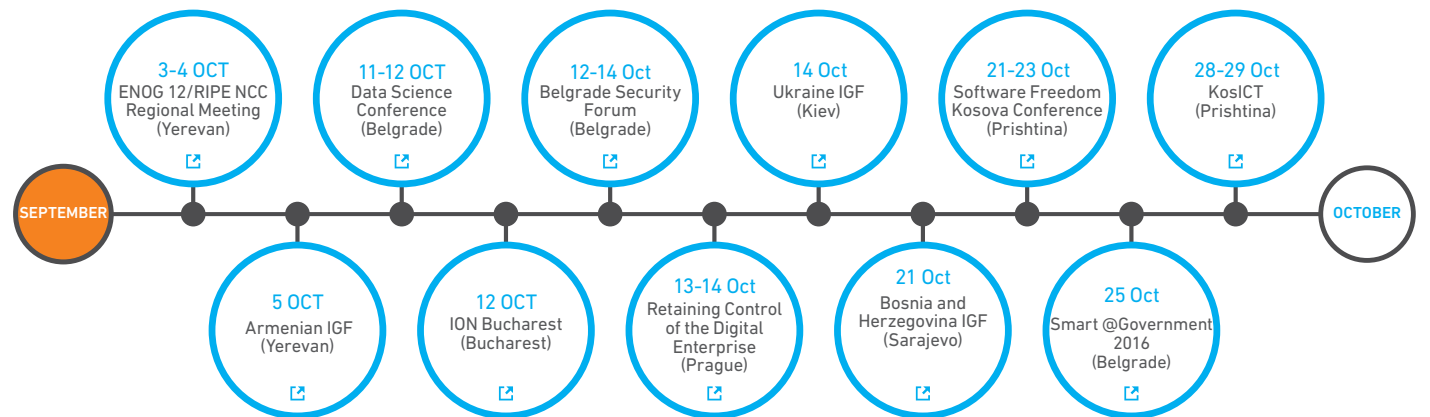 3-4 OCT
ENOG 12/RIPE NCC
Regional Meeting
(Yerevan)
11-12 OCT
Data Science
Conference
(Belgrade)
12-14 Oct
Belgrade Security
Forum
(Belgrade)
14 Oct
Ukraine IGF
(Kiev)
21-23 Oct
Software Freedom
Kosova Conference
(Prishtina)
28-29 Oct
KosICT
(Prishtina)
SEPTEMBER
OCTOBER
5 OCT
Armenian IGF
(Yerevan)
12 OCT
ION Bucharest
(Bucharest)
13-14 Oct
Retaining Control
of the Digital
Enterprise
(Prague)
21 Oct
Bosnia and
Herzegovina IGF
(Sarajevo)
25 Oct
Smart @Government
2016
(Belgrade)